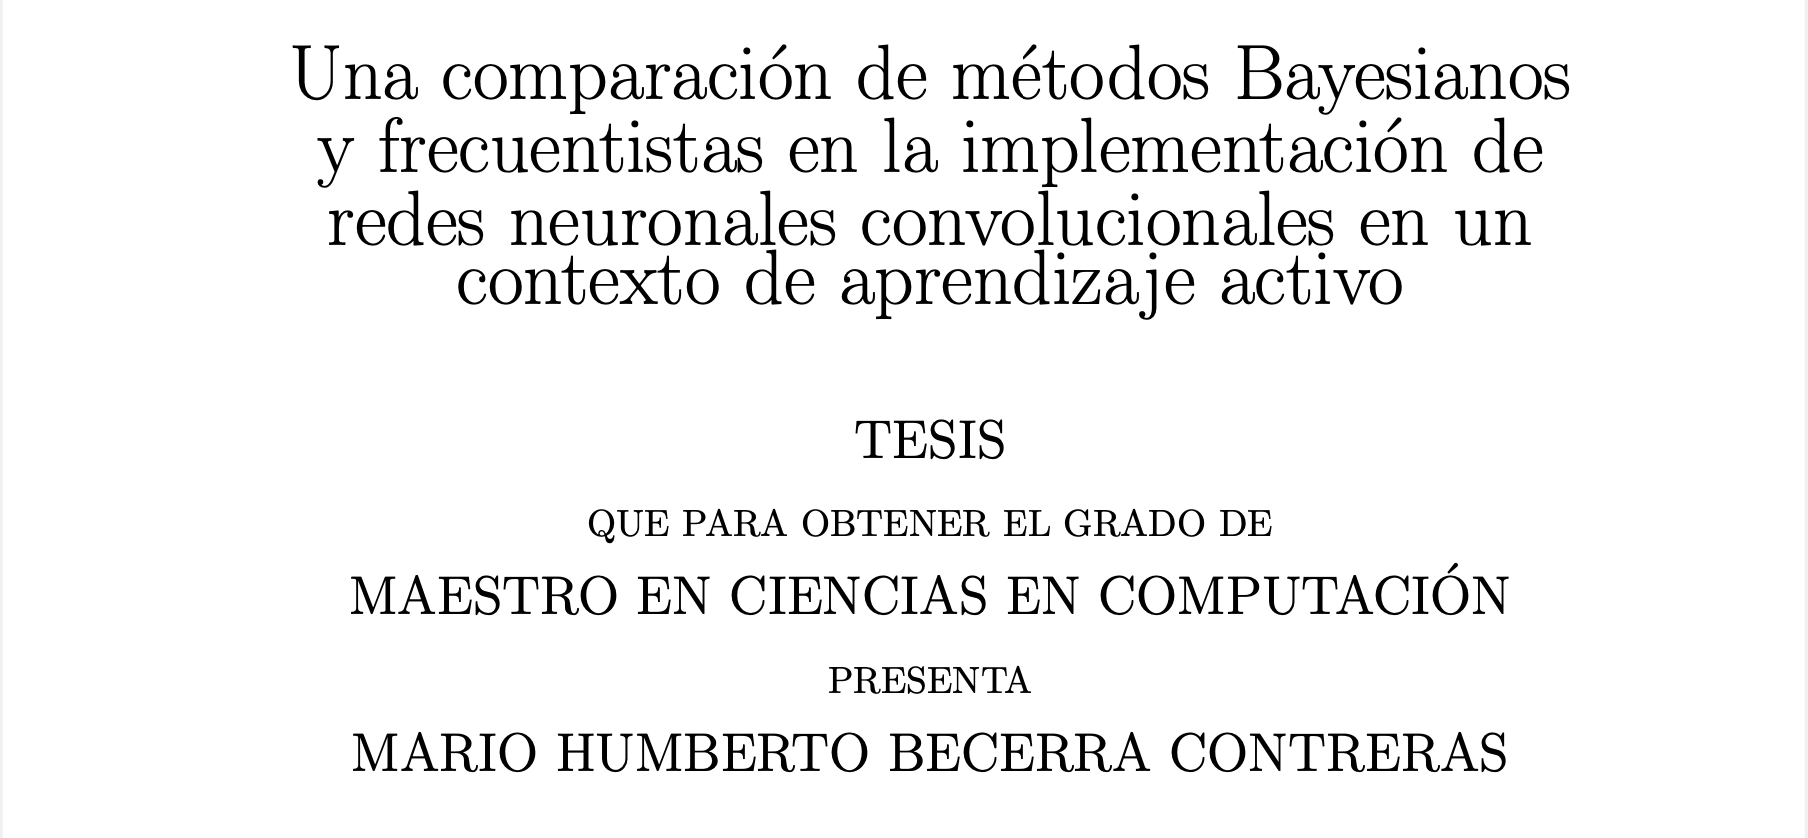 Una comparación de métodos Bayesianos
y frecuentistas en la implementación de
redes neuronales convolucionales en un
contexto de aprendizaje activo
TESIS
QUE PARA OBTENER EL GRADO DE
MAESTRO EN CIENCIAS EN COMPUTACIÓN
PRESENTA
MARIO HUMBERTO BECERRA CONTRERAS